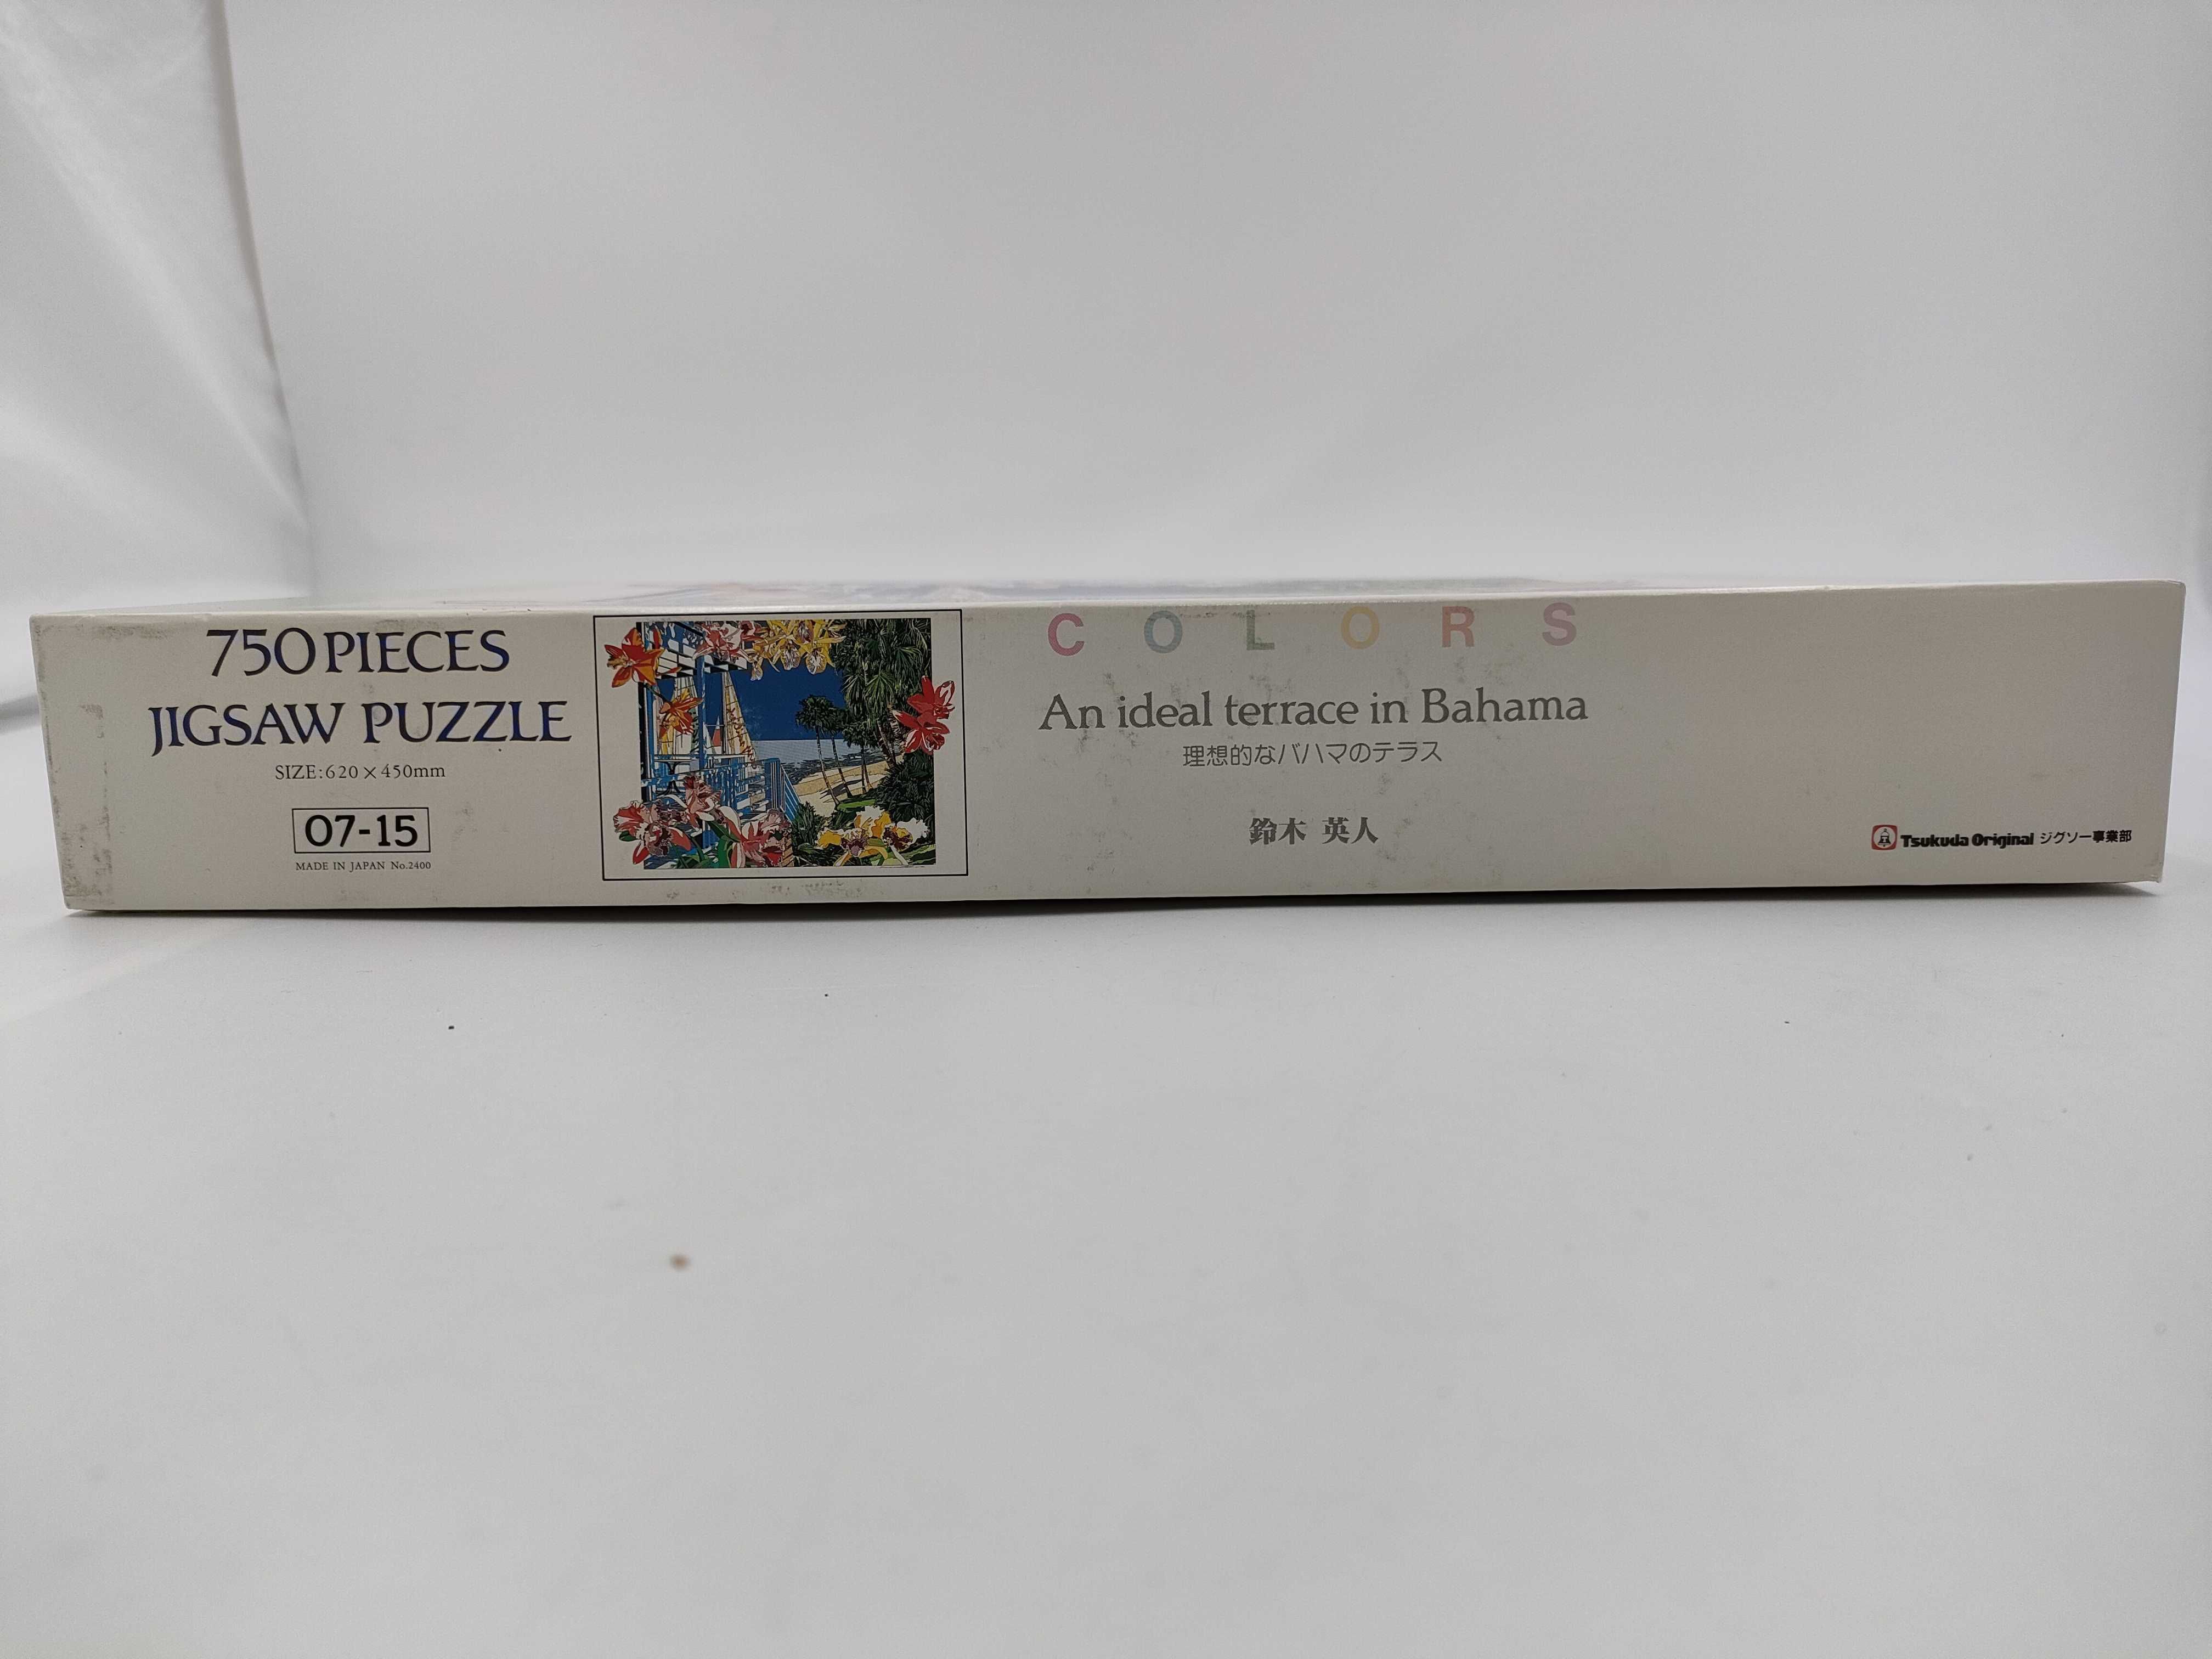 750 PIECES
JIGSAW PUZZLE
SIZE:620×450mm
07-15
MADE IN JAPAN No.2400
COLORS
An ideal terrace in Bahama
理想的なバハマのテラス
鈴木 英人
Tsukuda Original ジグソー事業部